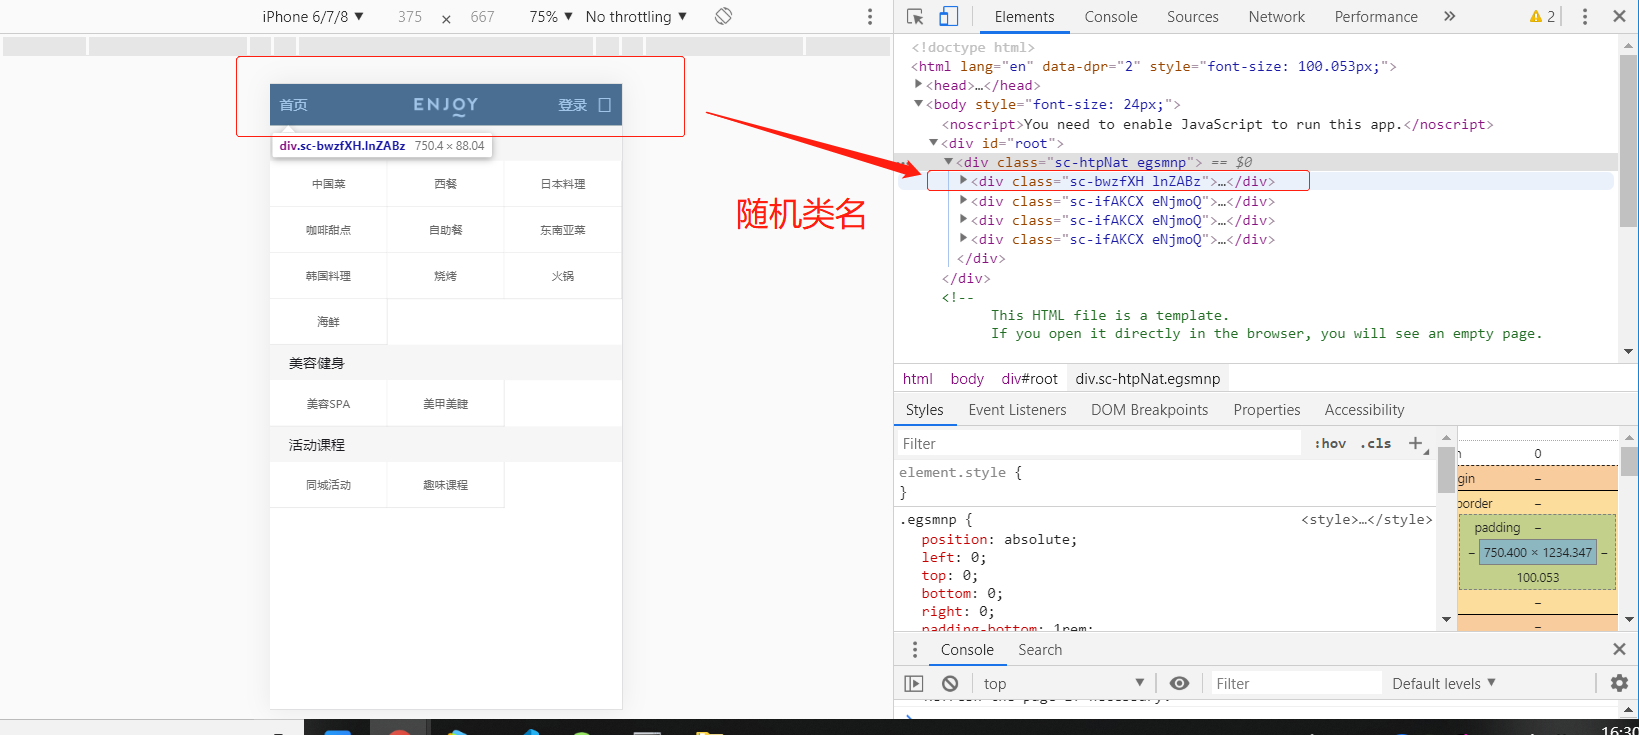 iPhone 6/7/8 ▼ 375 × 667 75% ▼ No throttling ▼
首页 ENJOY 登录
div.sc-bwzfXH.lnZABz 750.4 × 88.04
中国菜 西餐 日本料理
咖啡甜点 自助餐 东南亚菜
韩国料理 烧烤 火锅
海鲜
美容健身
美容SPA 美甲美睫
活动课程
同城活动 趣味课程
随机类名
Elements Console Sources Network Performance » 2
<!doctype html>
<html lang="en" data-dpr="2" style="font-size: 100.053px;">
<head>…</head>
<body style="font-size: 24px;">
<noscript>You need to enable JavaScript to run this app.</noscript>
<div id="root">
<div class="sc-htpNat egsmnp"> == $0
<div class="sc-bwzfXH lnZABz">…</div>
<div class="sc-ifAKCX eNjmoQ">…</div>
<div class="sc-ifAKCX eNjmoQ">…</div>
<div class="sc-ifAKCX eNjmoQ">…</div>
</div>
</div>
<!--
This HTML file is a template.
If you open it directly in the browser, you will see an empty page.
html body div#root div.sc-htpNat.egsmnp
Styles Event Listeners DOM Breakpoints Properties Accessibility
Filter :hov .cls +
element.style {
}
.egsmnp { <style>…</style>
position: absolute;
left: 0;
top: 0;
bottom: 0;
right: 0;
padding-bottom: 1rem;
0
gin –
border –
padding –
– 750.400 × 1234.347 –
100.053
–
–
Console Search
top ▼ Filter Default levels ▼
16:30